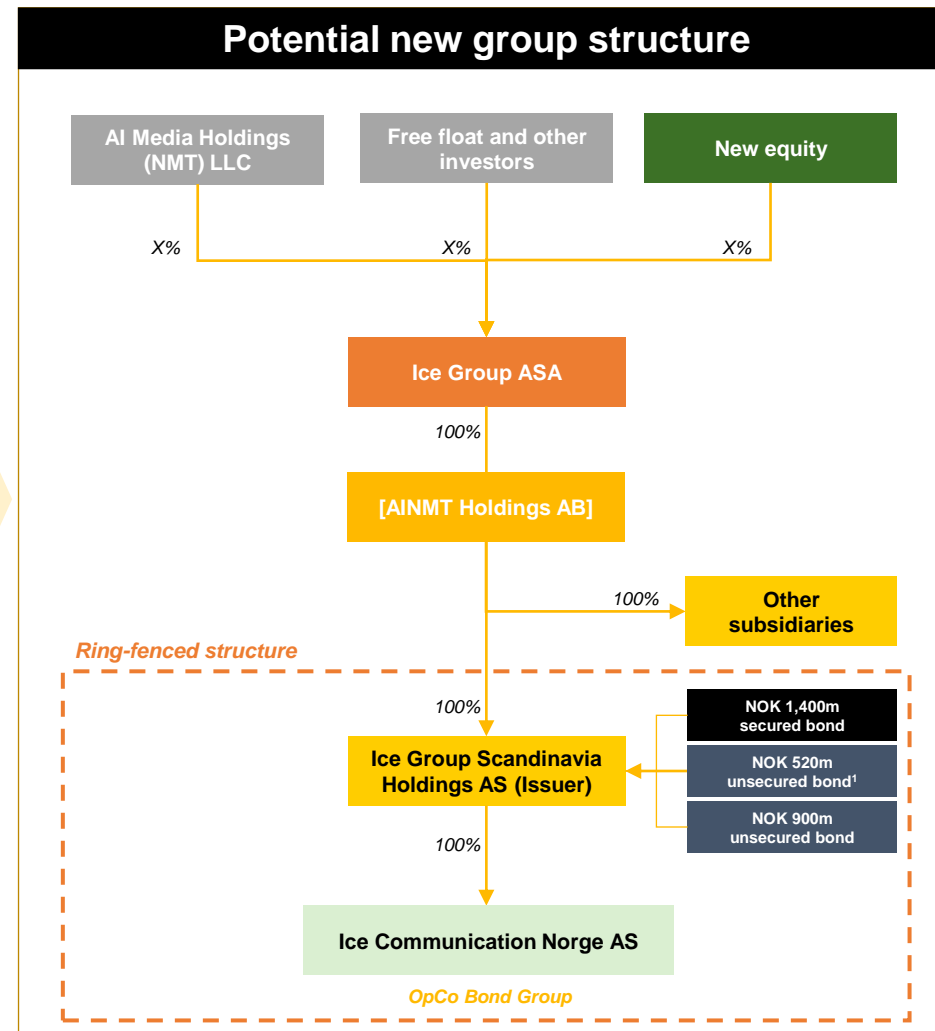 Potential new group structure
AI Media Holdings
(NMT) LLC
Free float and other
investors
New equity
X%
X%
X%
Ice Group ASA
100%
[AINMT Holdings AB]
100%
Other
subsidiaries
Ring-fenced structure
100%
NOK 1,400m
secured bond
Ice Group Scandinavia
Holdings AS (Issuer)
NOK 520m
unsecured bond¹
NOK 900m
unsecured bond
100%
Ice Communication Norge AS
OpCo Bond Group